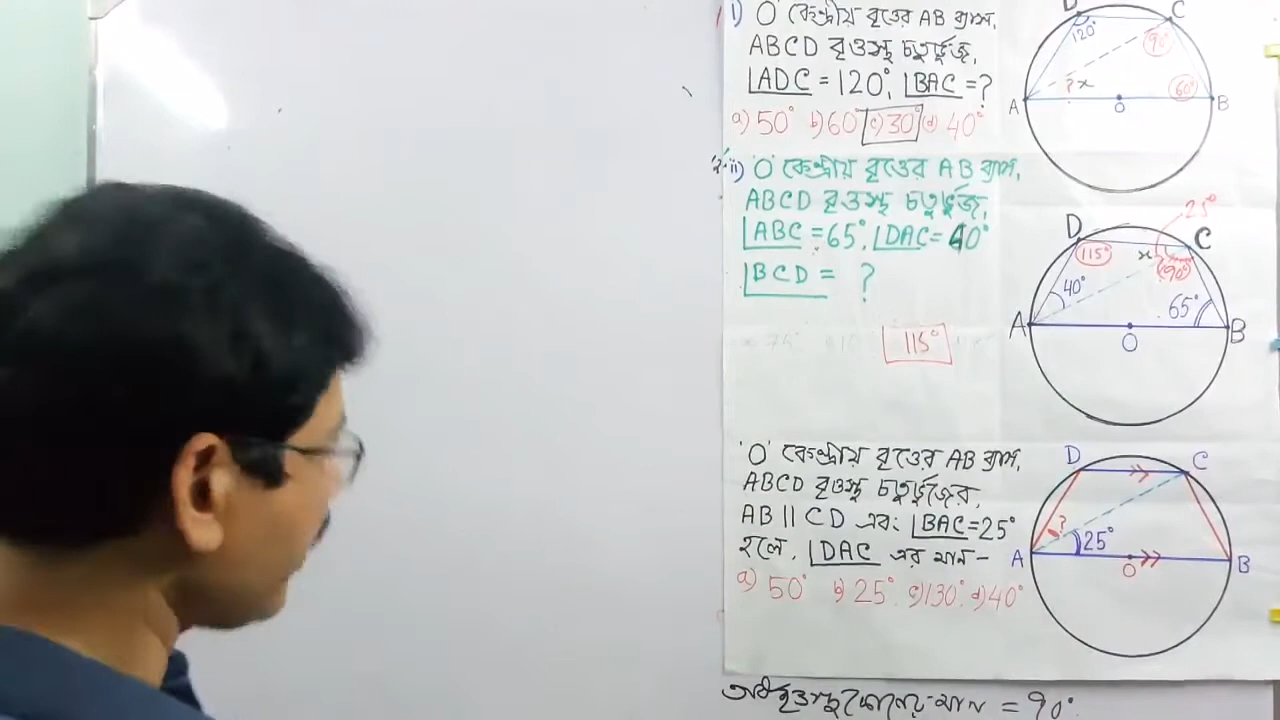 i) 'O' কেন্দ্রীয় বৃত্তের AB ব্যাস,
ABCD বৃত্তস্থ চতুর্ভুজ,
∠ADC = 120°, ∠BAC = ?
a) 50° b) 60° c) 30° d) 40°
D
C
120°
90°
? x
60°
A
O
B
ii) 'O' কেন্দ্রীয় বৃত্তের AB ব্যাস,
ABCD বৃত্তস্থ চতুর্ভুজ,
∠ABC = 65°, ∠DAC = 40°
∠BCD = ?
115°
25°
D
C
115°
x
90°
40°
65°
A
O
B
'O' কেন্দ্রীয় বৃত্তের AB ব্যাস,
ABCD বৃত্তস্থ চতুর্ভুজের,
AB || CD এবং ∠BAC = 25°
হলে, ∠DAC এর মান -
a) 50° b) 25° c) 130° d) 40°
D
C
?
25°
A
O
B
অর্ধবৃত্তস্থ কোণের মান = 90°.